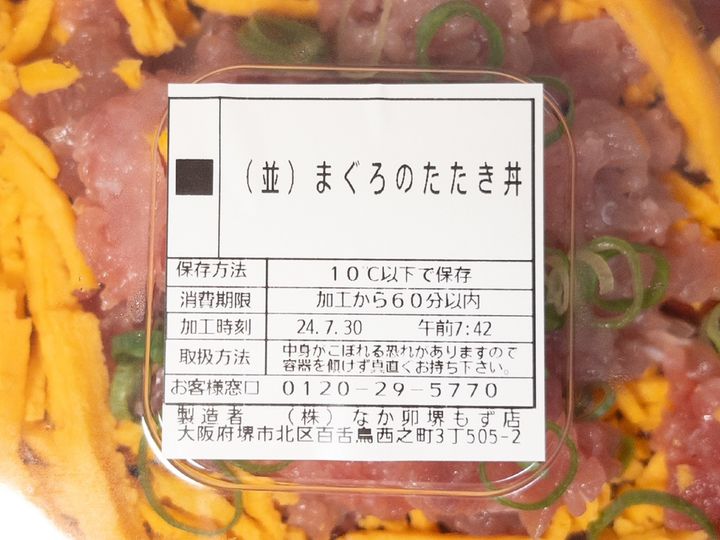 ■ (並)まぐろのたたき丼
保存方法 10℃以下で保存
消費期限 加工から60分以内
加工時刻 24.7.30 午前7:42
取扱方法 中身がこぼれる恐れがありますので
容器を傾けず真直ぐお持ち下さい。
お客様窓口 0120-29-5770
製造者 (株)なか卯堺もず店
大阪府堺市北区百舌鳥西之町3丁505-2